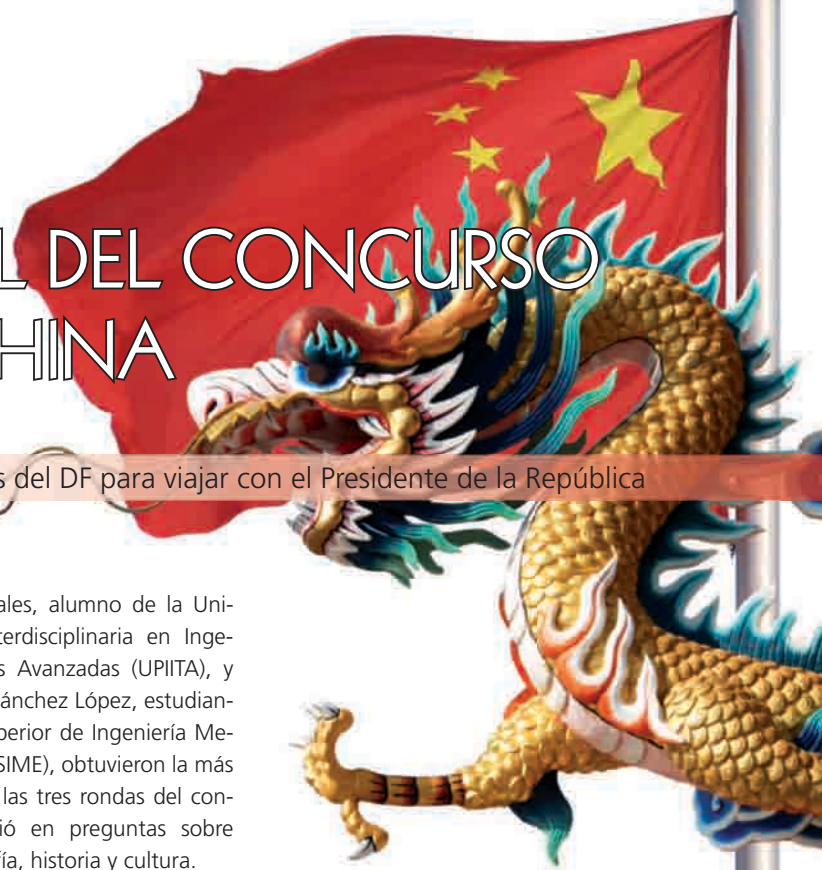 L DEL CONCURSO
HINA
s del DF para viajar con el Presidente de la República
ales, alumno de la Uni-
terdisciplinaria en Inge-
s Avanzadas (UPIITA), y
ánchez López, estudian-
perior de Ingeniería Me-
SIME), obtuvieron la más
las tres rondas del con-
ió en preguntas sobre
fía, historia y cultura.